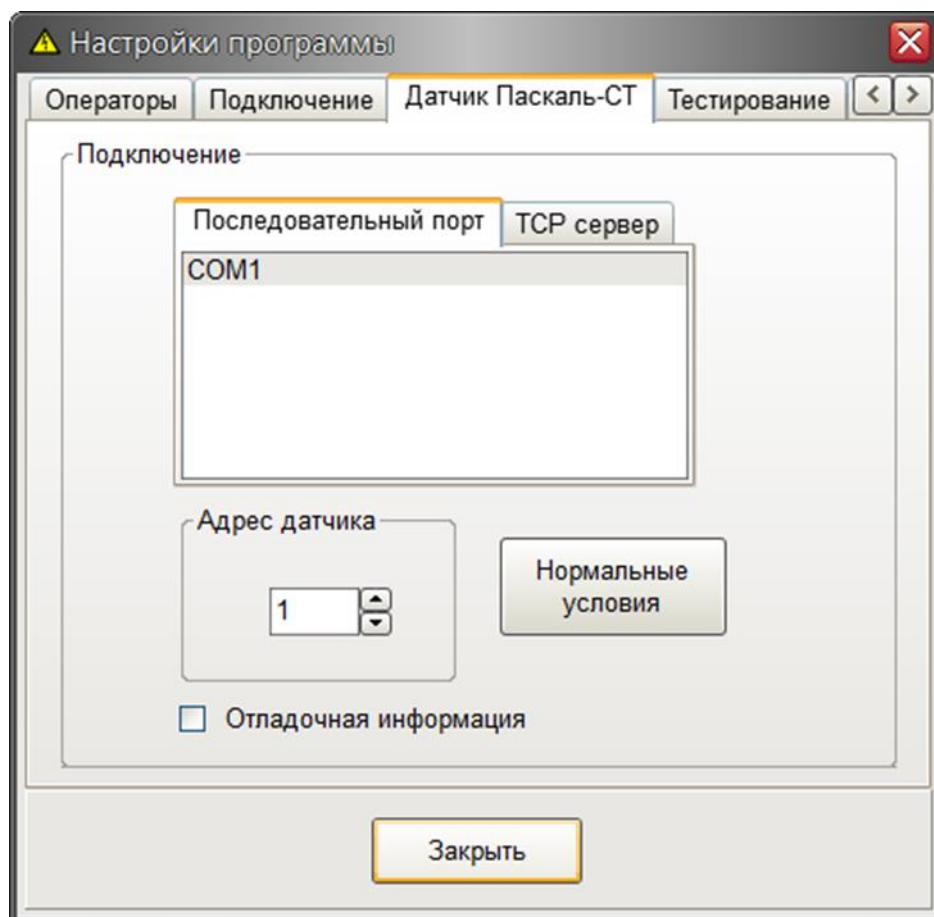 Настройки программы
Операторы Подключение Датчик Паскаль-СТ Тестирование
Подключение
Последовательный порт TCP сервер
COM1
Адрес датчика
1
Нормальные
условия
Отладочная информация
Закрыть